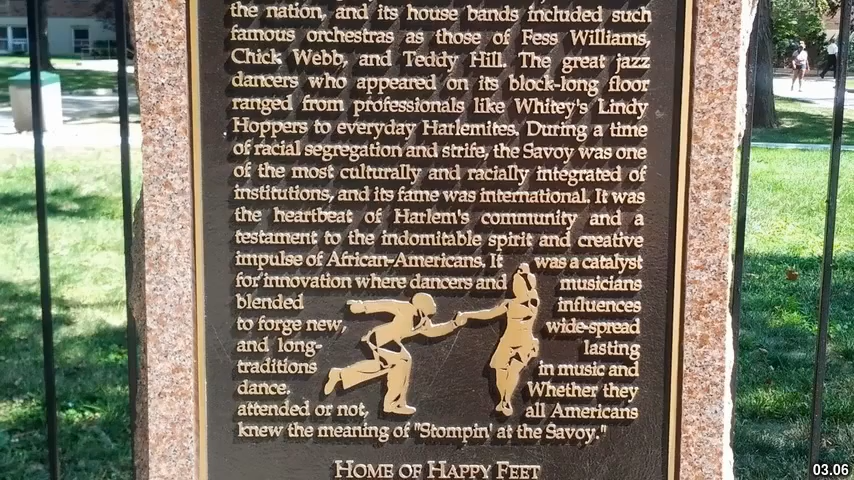 the nation, and its house bands included such
famous orchestras as those of Fess Williams,
Chick Webb, and Teddy Hill. The great jazz
dancers who appeared on its block-long floor
ranged from professionals like Whitey's Lindy
Hoppers to everyday Harlemites. During a time
of racial segregation and strife, the Savoy was one
of the most culturally and racially integrated of
institutions, and its fame was international. It was
the heartbeat of Harlem's community and a
testament to the indomitable spirit and creative
impulse of African-Americans. It was a catalyst
for innovation where dancers and musicians
blended influences
to forge new, wide-spread
and long- lasting
traditions in music and
dance. Whether they
attended or not, all Americans
knew the meaning of "Stompin' at the Savoy."
HOME OF HAPPY FEET
03.06